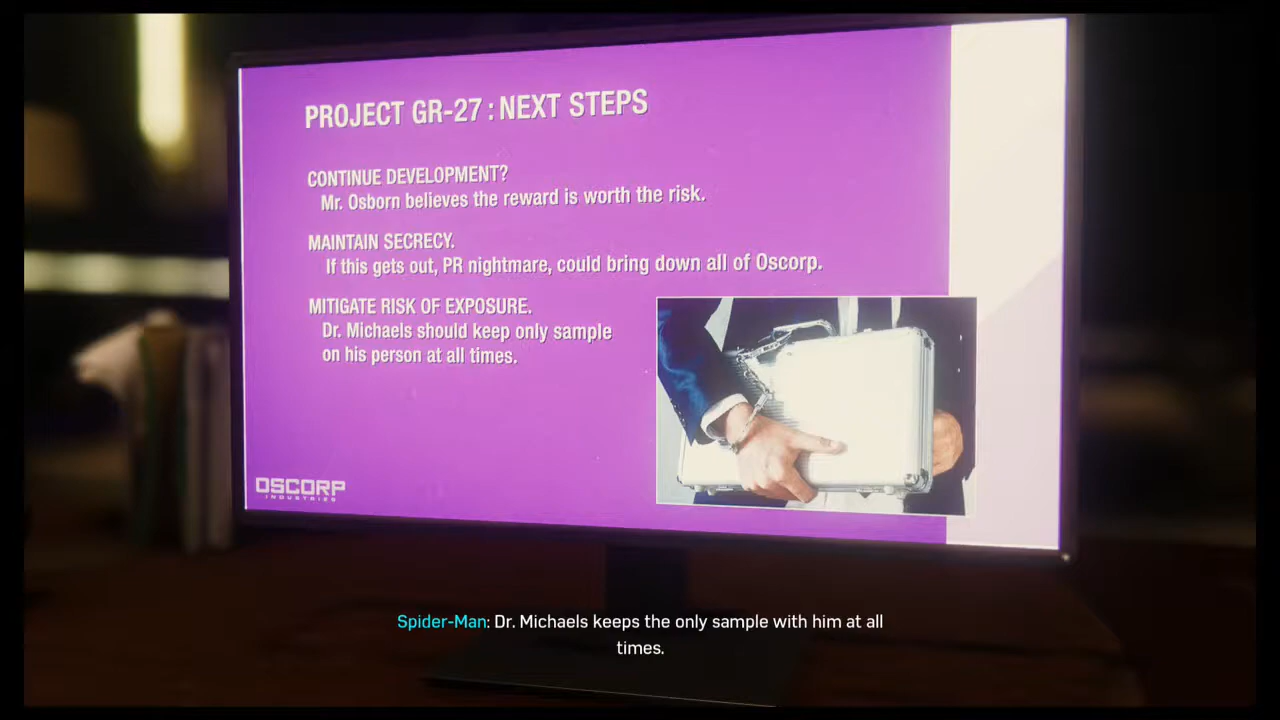 PROJECT GR-27 : NEXT STEPS
CONTINUE DEVELOPMENT?
Mr. Osborn believes the reward is worth the risk.
MAINTAIN SECRECY.
If this gets out, PR nightmare, could bring down all of Oscorp.
MITIGATE RISK OF EXPOSURE.
Dr. Michaels should keep only sample
on his person at all times.
OSCORP
INDUSTRIES
Spider-Man: Dr. Michaels keeps the only sample with him at all
times.